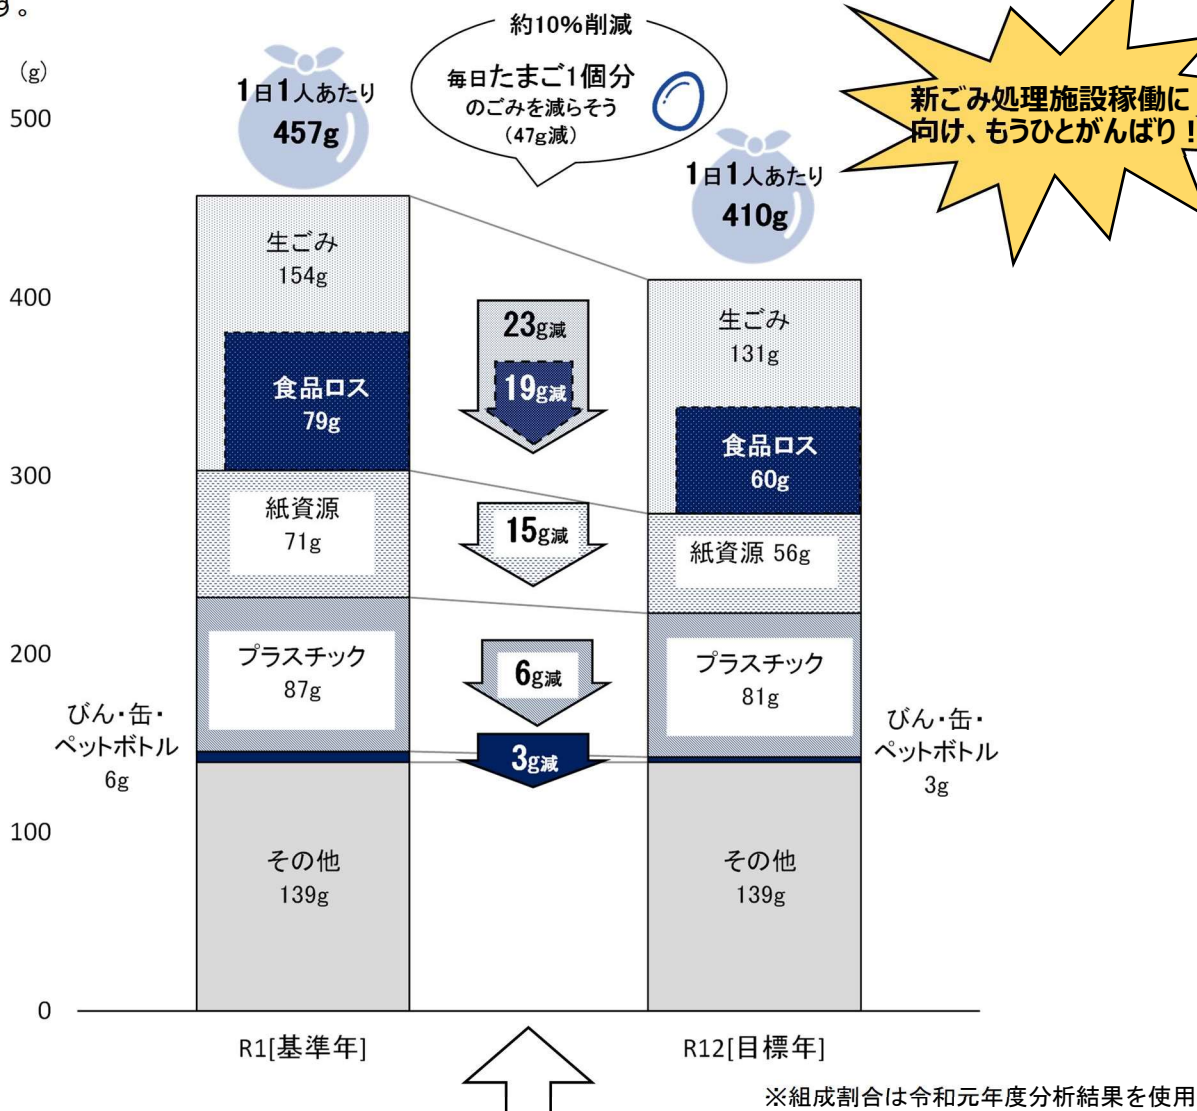 す。
(g)
500
400
300
200
100
0
1日1人あたり
457g
約10%削減
毎日たまご1個分
のごみを減らそう
(47g減)
1日1人あたり
410g
新ごみ処理施設稼働に
向け、もうひとがんばり！
生ごみ
154g
食品ロス
79g
紙資源
71g
プラスチック
87g
びん・缶・
ペットボトル
6g
その他
139g
23g減
19g減
15g減
6g減
3g減
生ごみ
131g
食品ロス
60g
紙資源 56g
プラスチック
81g
びん・缶・
ペットボトル
3g
その他
139g
R1[基準年]
R12[目標年]
※組成割合は令和元年度分析結果を使用